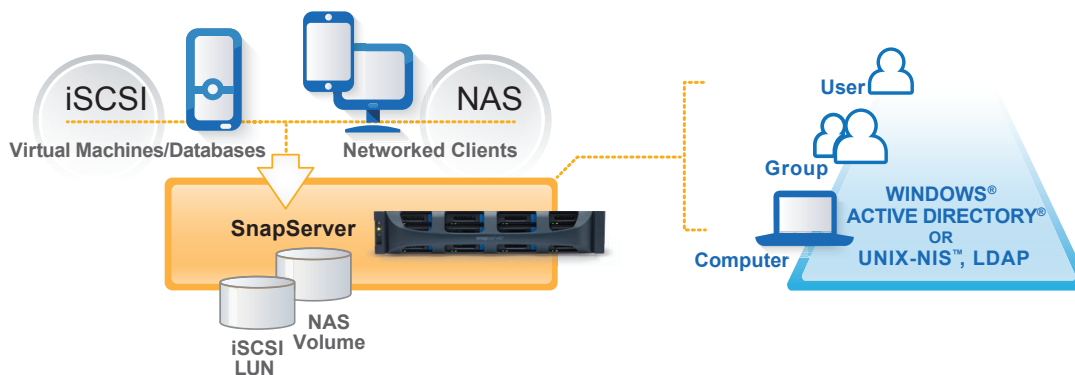 iSCSI
NAS
Virtual Machines/Databases
Networked Clients
SnapServer
NAS
Volume
iSCSI
LUN
User
Group
Computer
WINDOWS®
ACTIVE DIRECTORY®
OR
UNIX-NIS™, LDAP